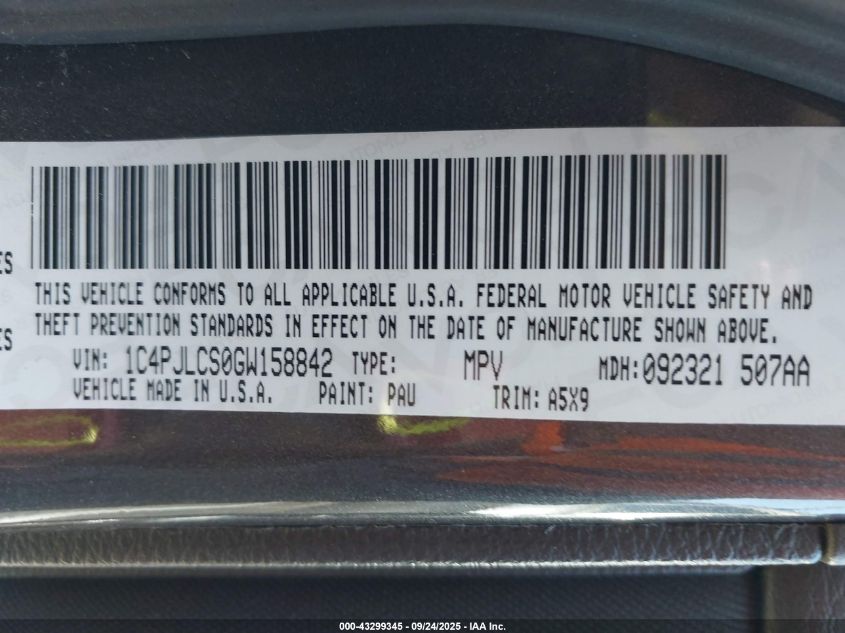 ES
THIS VEHICLE CONFORMS TO ALL APPLICABLE U.S.A. FEDERAL MOTOR VEHICLE SAFETY AND
ES
THEFT PREVENTION STANDARDS IN EFFECT ON THE DATE OF MANUFACTURE SHOWN ABOVE.
VIN: 1C4PJLCS0GW158842 TYPE: MPV MDH: 092321 507AA
VEHICLE MADE IN U.S.A. PAINT: PAU TRIM: A5X9
000-43299345 - 09/24/2025 - IAA Inc.